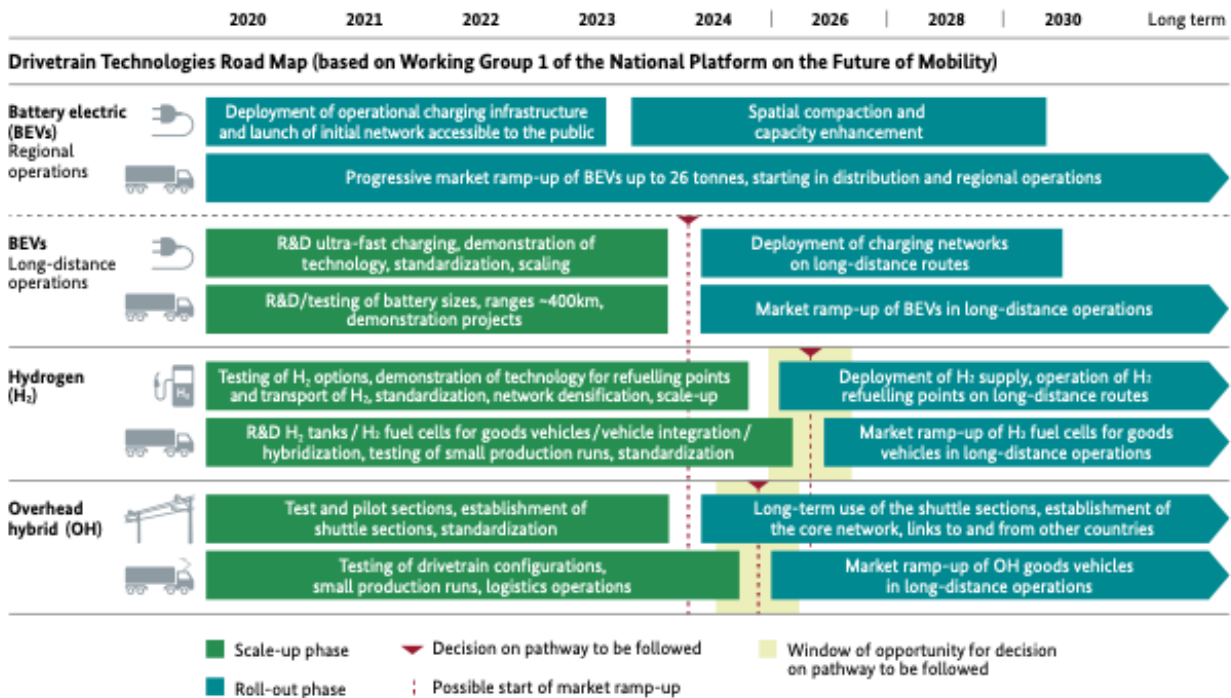 2020 2021 2022 2023 2024 2026 2028 2030 Long term
Drivetrain Technologies Road Map (based on Working Group 1 of the National Platform on the Future of Mobility)
Battery electric
(BEVs)
Regional
operations
Deployment of operational charging infrastructure
and launch of initial network accessible to the public
Spatial compaction and
capacity enhancement
Progressive market ramp-up of BEVs up to 26 tonnes, starting in distribution and regional operations
BEVs
Long-distance
operations
R&D ultra-fast charging, demonstration of
technology, standardization, scaling
Deployment of charging networks
on long-distance routes
R&D/testing of battery sizes, ranges ~400km,
demonstration projects
Market ramp-up of BEVs in long-distance operations
Hydrogen
(H₂)
H₂
Testing of H₂ options, demonstration of technology for refuelling points
and transport of H₂, standardization, network densification, scale-up
Deployment of H₂ supply, operation of H₂
refuelling points on long-distance routes
R&D H₂ tanks / H₂ fuel cells for goods vehicles/vehicle integration/
hybridization, testing of small production runs, standardization
Market ramp-up of H₂ fuel cells for goods
vehicles in long-distance operations
Overhead
hybrid (OH)
Test and pilot sections, establishment of
shuttle sections, standardization
Long-term use of the shuttle sections, establishment of
the core network, links to and from other countries
Testing of drivetrain configurations,
small production runs, logistics operations
Market ramp-up of OH goods vehicles
in long-distance operations
Scale-up phase
Roll-out phase
Decision on pathway to be followed
Possible start of market ramp-up
Window of opportunity for decision
on pathway to be followed